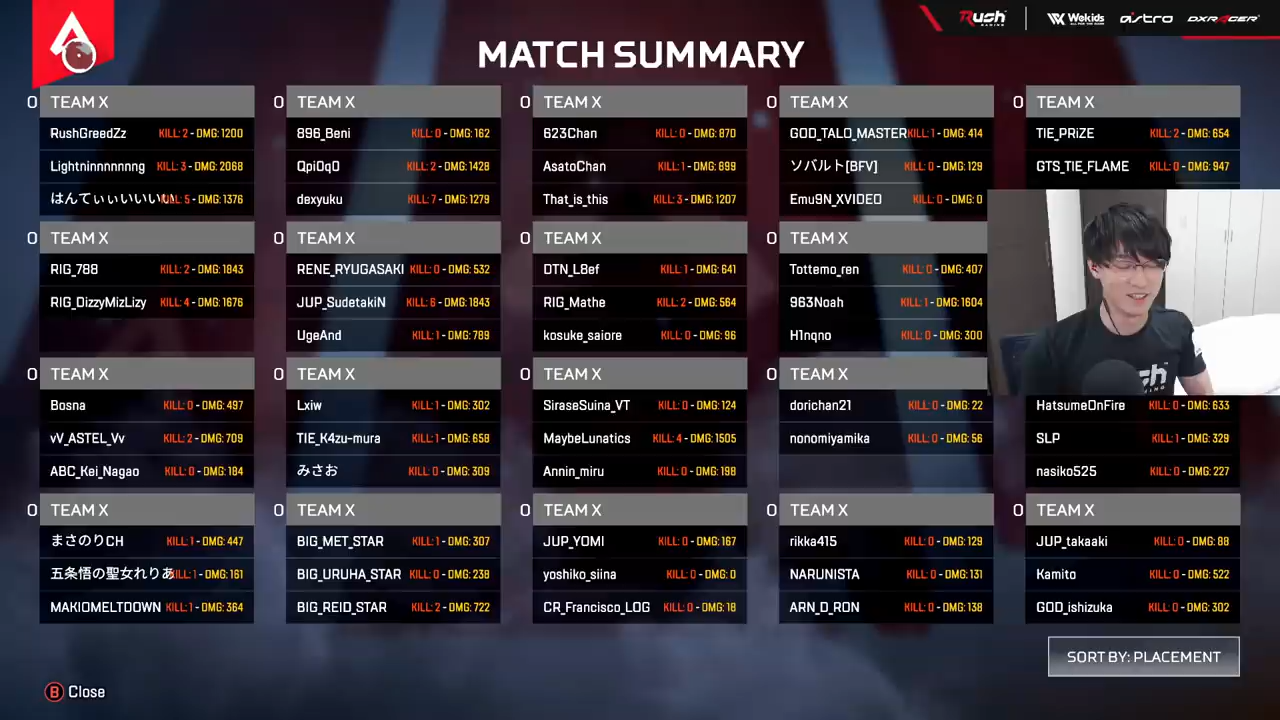 Rush GAMING
Wekids
astro
DXRACER
MATCH SUMMARY
0 TEAM X
RushGreedZz KILL: 2 - DMG: 1200
Lightninnnnnnng KILL: 3 - DMG: 2068
はんてぃぃいいいい KILL: 5 - DMG: 1376
0 TEAM X
896_Beni KILL: 0 - DMG: 162
QpiOqO KILL: 2 - DMG: 1428
dexyuku KILL: 7 - DMG: 1279
0 TEAM X
623Chan KILL: 0 - DMG: 870
AsatoChan KILL: 1 - DMG: 699
That_is_this KILL: 3 - DMG: 1207
0 TEAM X
GOD_TALO_MASTER KILL: 1 - DMG: 414
ソバルト[BFV] KILL: 0 - DMG: 129
Emu9N_XVIDEO KILL: 0 - DMG: 0
0 TEAM X
TIE_PRiZE KILL: 2 - DMG: 654
GTS_TIE_FLAME KILL: 0 - DMG: 947
0 TEAM X
RIG_788 KILL: 2 - DMG: 1843
RIG_DizzyMizLizy KILL: 4 - DMG: 1676
0 TEAM X
RENE_RYUGASAKI KILL: 0 - DMG: 532
JUP_SudetakiN KILL: 6 - DMG: 1843
UgeAnd KILL: 1 - DMG: 789
0 TEAM X
DTN_L8ef KILL: 1 - DMG: 641
RIG_Mathe KILL: 2 - DMG: 564
kosuke_saiore KILL: 0 - DMG: 96
0 TEAM X
Tottemo_ren KILL: 0 - DMG: 407
963Noah KILL: 1 - DMG: 1604
H1nqno KILL: 0 - DMG: 300
0 TEAM X
Bosna KILL: 0 - DMG: 497
vV_ASTEL_Vv KILL: 2 - DMG: 709
ABC_Kei_Nagao KILL: 0 - DMG: 184
0 TEAM X
Lxiw KILL: 1 - DMG: 302
TIE_K4zu-mura KILL: 1 - DMG: 658
みさお KILL: 0 - DMG: 309
0 TEAM X
SiraseSuina_VT KILL: 0 - DMG: 124
MaybeLunatics KILL: 4 - DMG: 1505
Annin_miru KILL: 0 - DMG: 198
0 TEAM X
dorichan21 KILL: 0 - DMG: 22
nonomiyamika KILL: 0 - DMG: 56
HatsumeOnFire KILL: 0 - DMG: 633
SLP KILL: 1 - DMG: 329
nasiko525 KILL: 0 - DMG: 227
0 TEAM X
まさのりCH KILL: 1 - DMG: 447
五条悟の聖女れりあ KILL: 1 - DMG: 161
MAKIOMELTDOWN KILL: 1 - DMG: 364
0 TEAM X
BIG_MET_STAR KILL: 1 - DMG: 307
BIG_URUHA_STAR KILL: 0 - DMG: 238
BIG_REID_STAR KILL: 2 - DMG: 722
0 TEAM X
JUP_YOMI KILL: 0 - DMG: 167
yoshiko_siina KILL: 0 - DMG: 0
CR_Francisco_LOG KILL: 0 - DMG: 18
0 TEAM X
rikka415 KILL: 0 - DMG: 129
NARUNISTA KILL: 0 - DMG: 131
ARN_D_RON KILL: 0 - DMG: 138
0 TEAM X
JUP_takaaki KILL: 0 - DMG: 88
Kamito KILL: 0 - DMG: 522
GOD_ishizuka KILL: 0 - DMG: 302
SORT BY: PLACEMENT
B Close